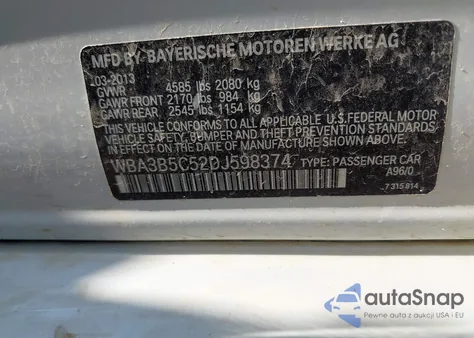 MFD BY- BAYERISCHE MOTOREN WERKE AG
03-2013
GVWR 4585 lbs 2080 kg
GAWR FRONT 2170 lbs 984 kg
GAWR REAR 2545 lbs 1154 kg
THIS VEHICLE CONFORMS TO ALL APPLICABLE U.S.FEDERAL MOTOR
VEHICLE SAFETY, BUMPER AND THEFT PREVENTION STANDARDS
IN EFFECT ON THE DATE OF MANUFACTURE SHOWN ABOVE.
WBA3B5C52DJ598374 TYPE: PASSENGER CAR
A96/0
7 315 814
autoSnap
Pewne auta z aukcji USA i EU